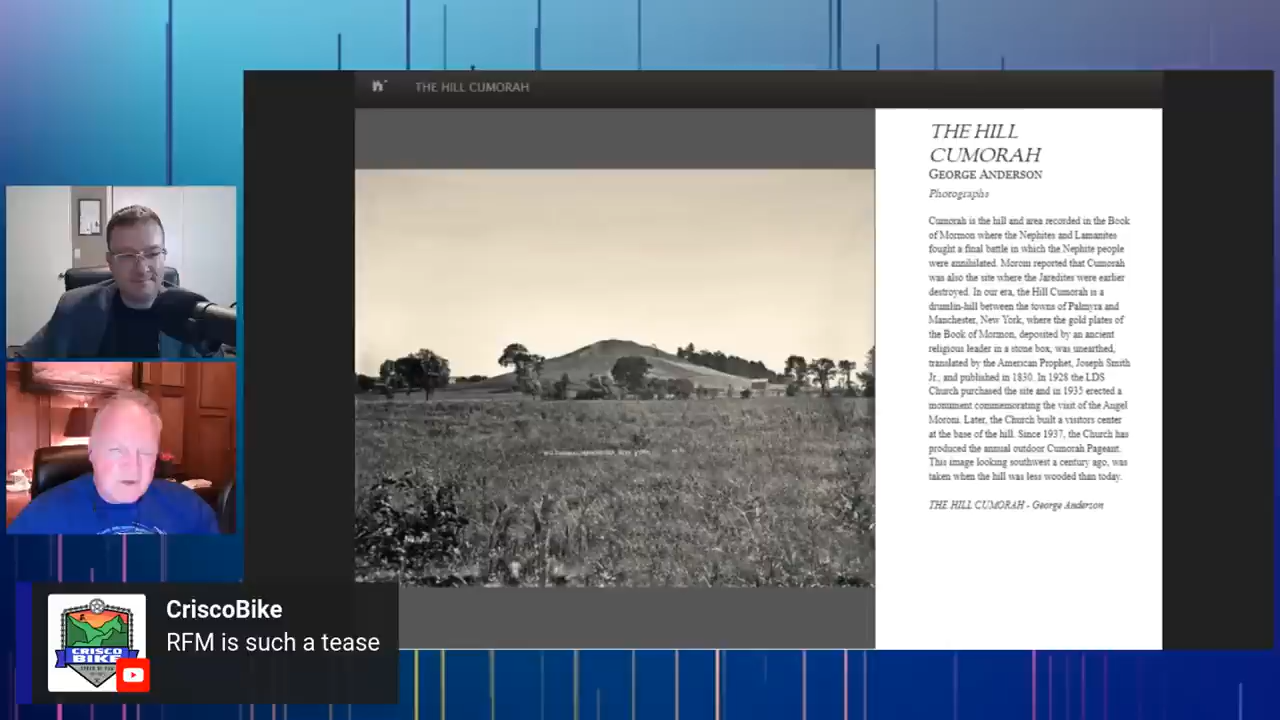 THE HILL CUMORAH
THE HILL
CUMORAH
GEORGE ANDERSON
Photographs
Cumorah is the hill and area recorded in the Book
of Mormon where the Nephites and Lamanites
fought a final battle in which the Nephite people
were annihilated. Moroni reported that Cumorah
was also the site where the Jaredites were earlier
destroyed. In our era, the Hill Cumorah is a
drumlin-hill between the towns of Palmyra and
Manchester, New York, where the gold plates of
the Book of Mormon, deposited by an ancient
religious leader in a stone box, was unearthed,
translated by the American Prophet, Joseph Smith
Jr., and published in 1830. In 1928 the LDS
Church purchased the site and in 1935 erected a
monument commemorating the visit of the Angel
Moroni. Later, the Church built a visitors center
at the base of the hill. Since 1937, the Church has
produced the annual outdoor Cumorah Pageant.
This image looking southwest a century ago, was
taken when the hill was less wooded than today.
THE HILL CUMORAH - George Anderson
CriscoBike
RFM is such a tease
CRISCO
BIKE